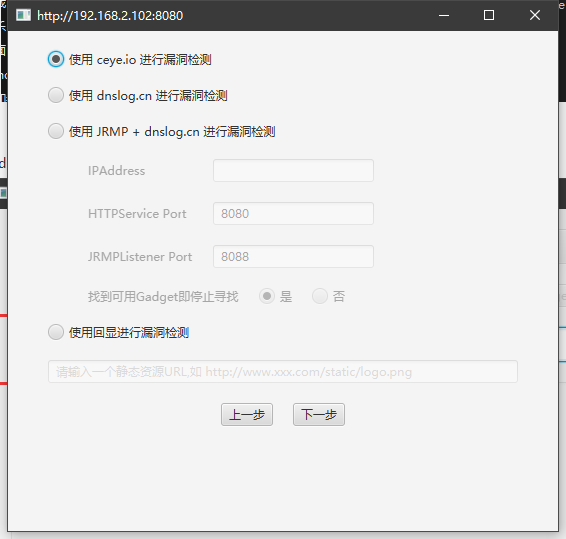 http://192.168.2.102:8080
使用 ceye.io 进行漏洞检测
使用 dnslog.cn 进行漏洞检测
使用 JRMP + dnslog.cn 进行漏洞检测
IPAddress
HTTPService Port 8080
JRMPListener Port 8088
找到可用Gadget即停止寻找 是 否
使用回显进行漏洞检测
请输入一个静态资源URL,如 http://www.xxx.com/static/logo.png
上一步 下一步